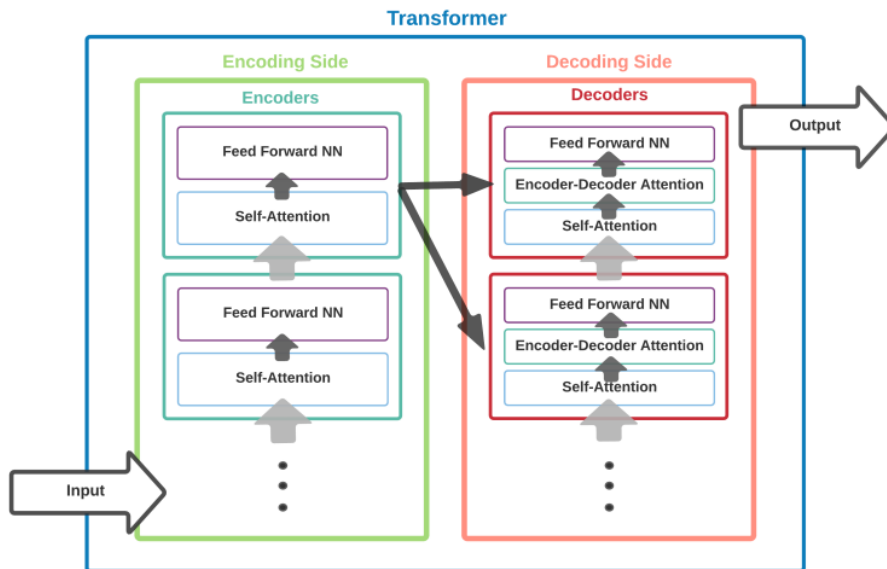 Transformer
Encoding Side
Encoders
Feed Forward NN
Self-Attention
Feed Forward NN
Self-Attention
Input
Decoding Side
Decoders
Feed Forward NN
Encoder-Decoder Attention
Self-Attention
Feed Forward NN
Encoder-Decoder Attention
Self-Attention
Output